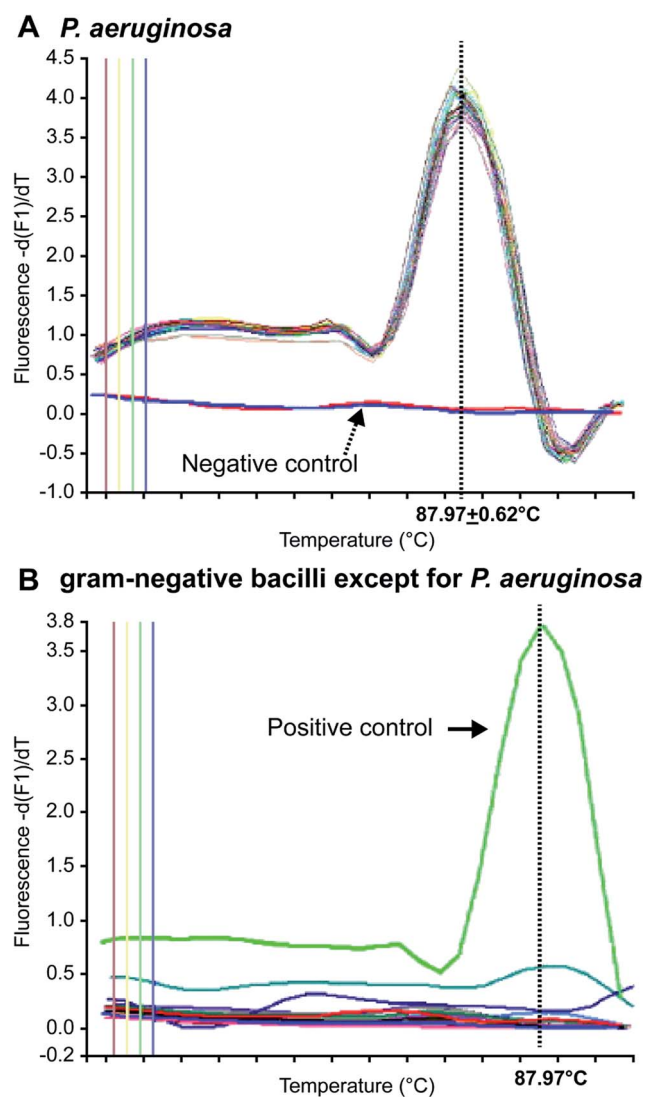 A P. aeruginosa
Fluorescence -d(F1)/dT
4.5
4.0
3.5
3.0
2.5
2.0
1.5
1.0
0.5
0.0
-0.5
-1.0
Negative control
87.97±0.62°C
Temperature (°C)
B gram-negative bacilli except for P. aeruginosa
Fluorescence -d(F1)/dT
3.8
3.5
3.0
2.5
2.0
1.5
1.0
0.5
0.0
-0.2
Positive control
87.97°C
Temperature (°C)